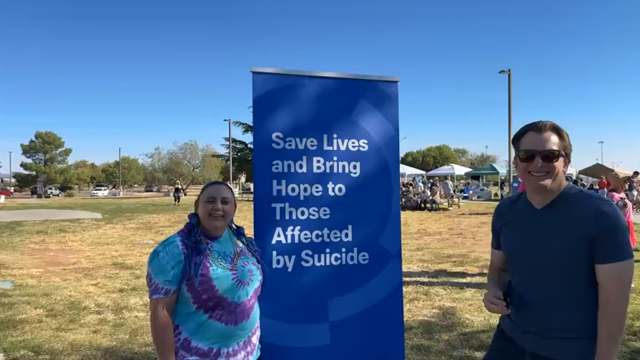 Save Lives
and Bring
Hope to
Those
Affected
by Suicide